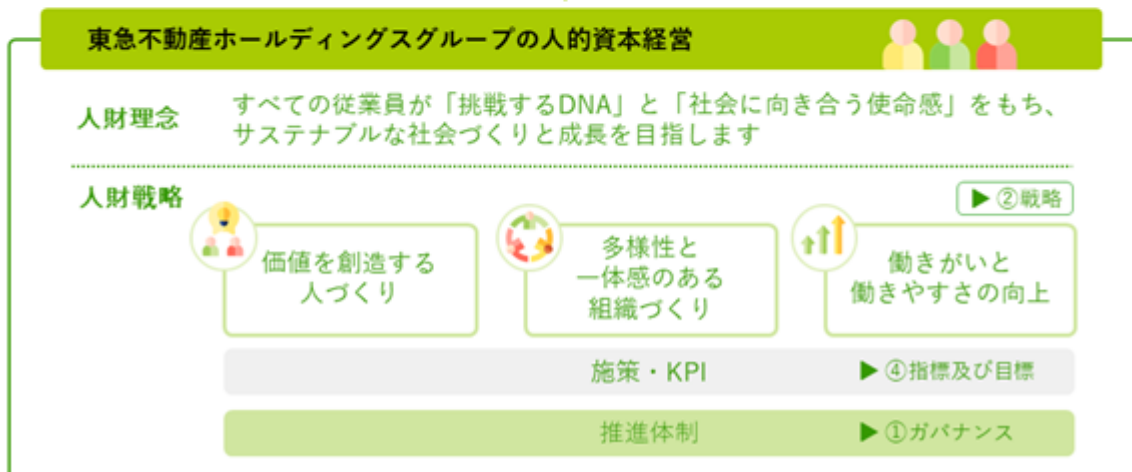 東急不動産ホールディングスグループの人的資本経営
人財理念
すべての従業員が「挑戦するDNA」と「社会に向き合う使命感」をもち、
サステナブルな社会づくりと成長を目指します
人財戦略
▶ ②戦略
価値を創造する
人づくり
多様性と
一体感のある
組織づくり
働きがいと
働きやすさの向上
施策・KPI
▶ ④指標及び目標
推進体制
▶ ①ガバナンス